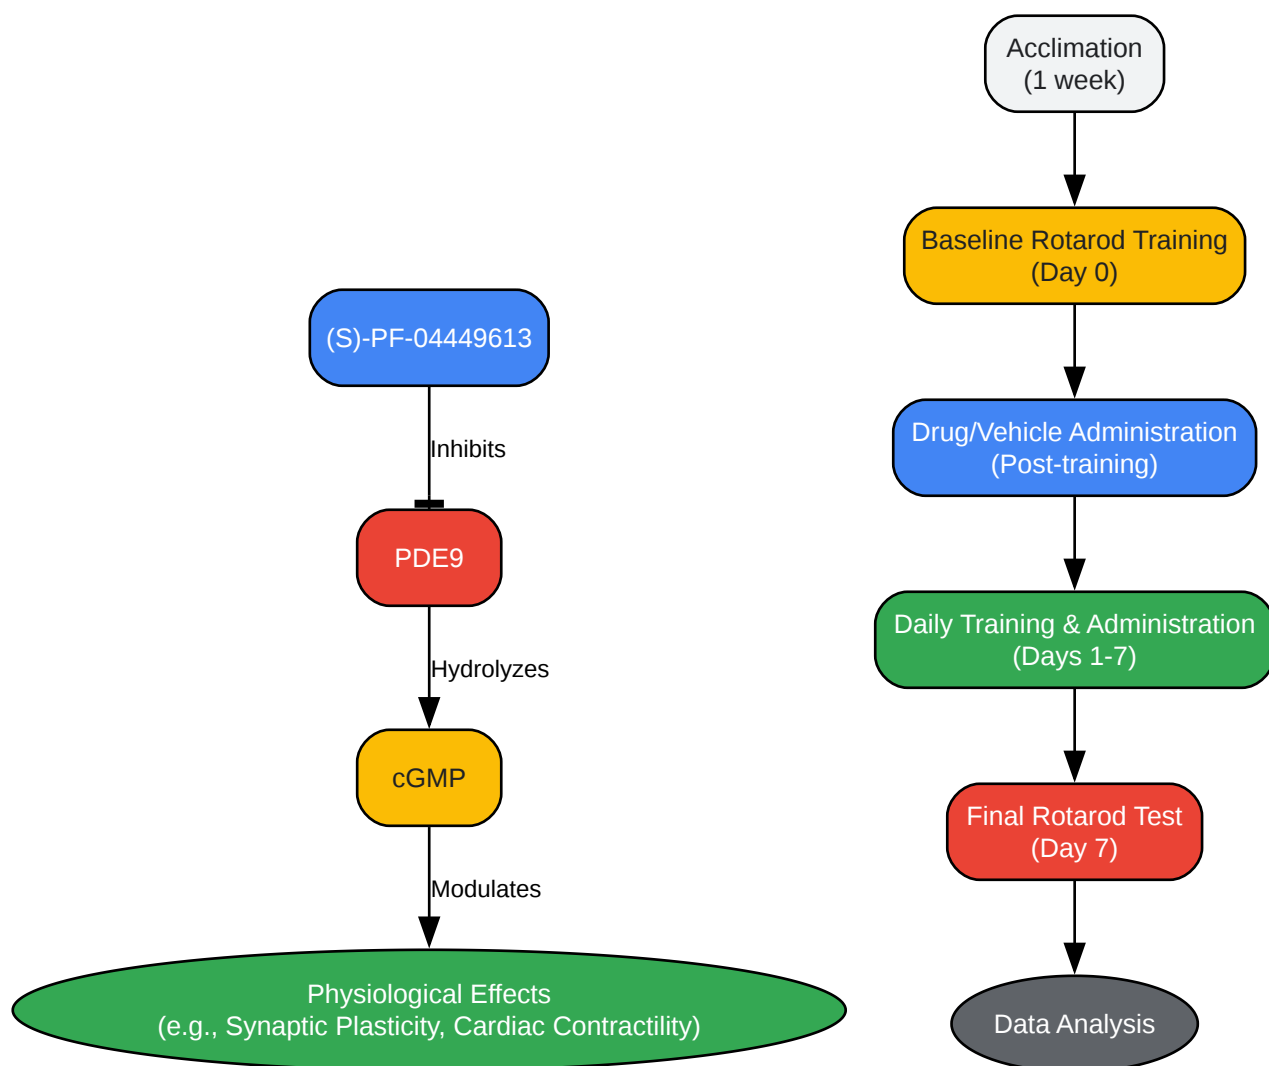 (S)-PF-04449613
Inhibits
PDE9
Hydrolyzes
cGMP
Modulates
Physiological Effects
(e.g., Synaptic Plasticity, Cardiac Contractility)
Acclimation
(1 week)
Baseline Rotarod Training
(Day 0)
Drug/Vehicle Administration
(Post-training)
Daily Training & Administration
(Days 1-7)
Final Rotarod Test
(Day 7)
Data Analysis